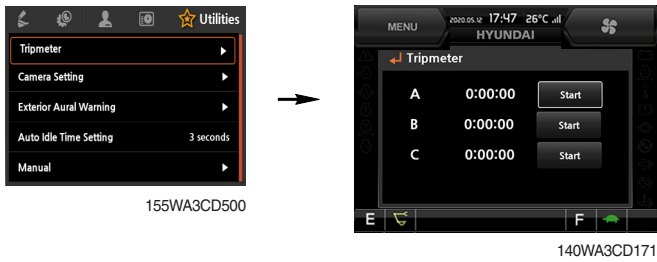 Utilities
Tripmeter
Camera Setting
Exterior Aural Warning
Auto Idle Time Setting 3 seconds
Manual
155WA3CD500
MENU 2020.05.12 17:47 26°C
HYUNDAI
Tripmeter
A 0:00:00 Start
B 0:00:00 Start
C 0:00:00 Start
E F
140WA3CD171